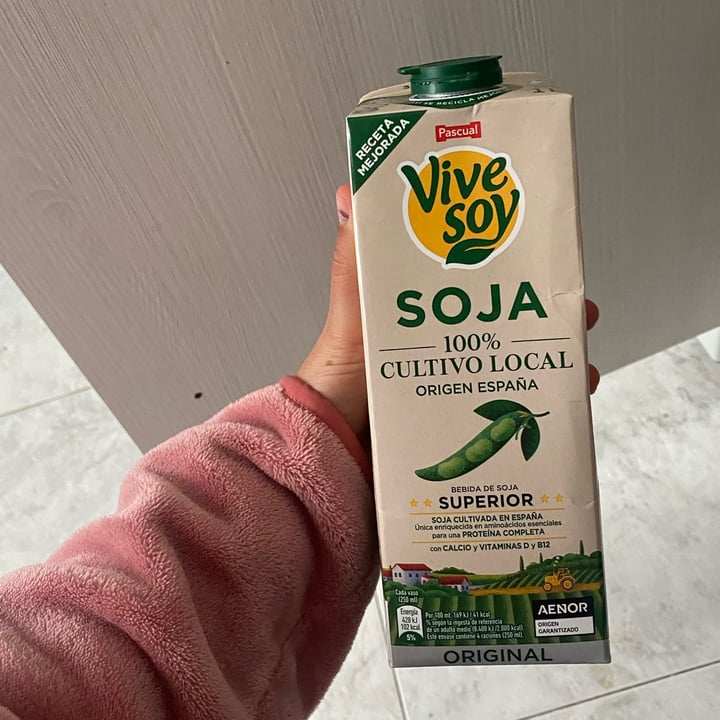 SE RECICLA MEJOR
RECETA
MEJORADA
Pascual
Vive
soy
SOJA
100%
CULTIVO LOCAL
ORIGEN ESPAÑA
BEBIDA DE SOJA
SUPERIOR
SOJA CULTIVADA EN ESPAÑA
Única enriquecida en aminoácidos esenciales
para una PROTEÍNA COMPLETA
con CALCIO y VITAMINAS D y B12
Cada vaso
(250 ml)
Energía
428 kJ
102 kcal
5%
Por 100 ml: 169 kJ / 41 kcal
% según la ingesta de referencia
de un adulto medio (8.400 kJ/2.000 kcal).
Este envase contiene 4 raciones (250 ml).
AENOR
ORIGEN
GARANTIZADO
ORIGINAL